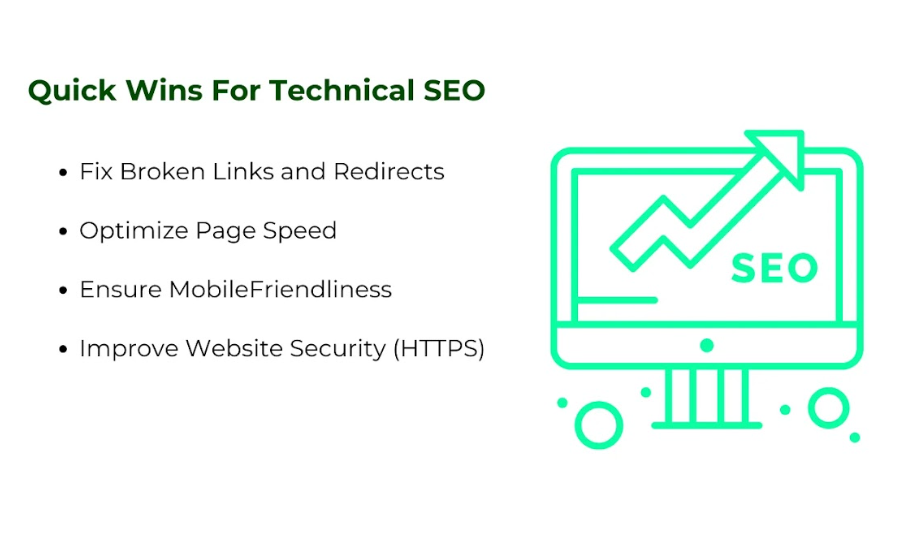 Quick Wins For Technical SEO
Fix Broken Links and Redirects
Optimize Page Speed
Ensure MobileFriendliness
Improve Website Security (HTTPS)
SEO